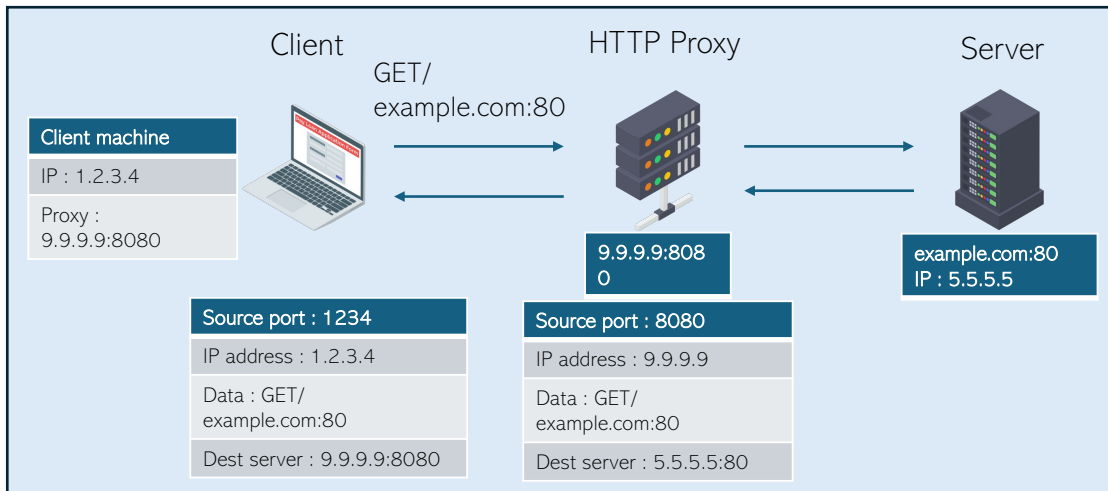 Client
HTTP Proxy
Server
GET/
example.com:80
Client machine
IP : 1.2.3.4
Proxy :
9.9.9.9:8080
9.9.9.9:808
0
example.com:80
IP : 5.5.5.5
Source port : 1234
IP address : 1.2.3.4
Data : GET/
example.com:80
Dest server : 9.9.9.9:8080
Source port : 8080
IP address : 9.9.9.9
Data : GET/
example.com:80
Dest server : 5.5.5.5:80